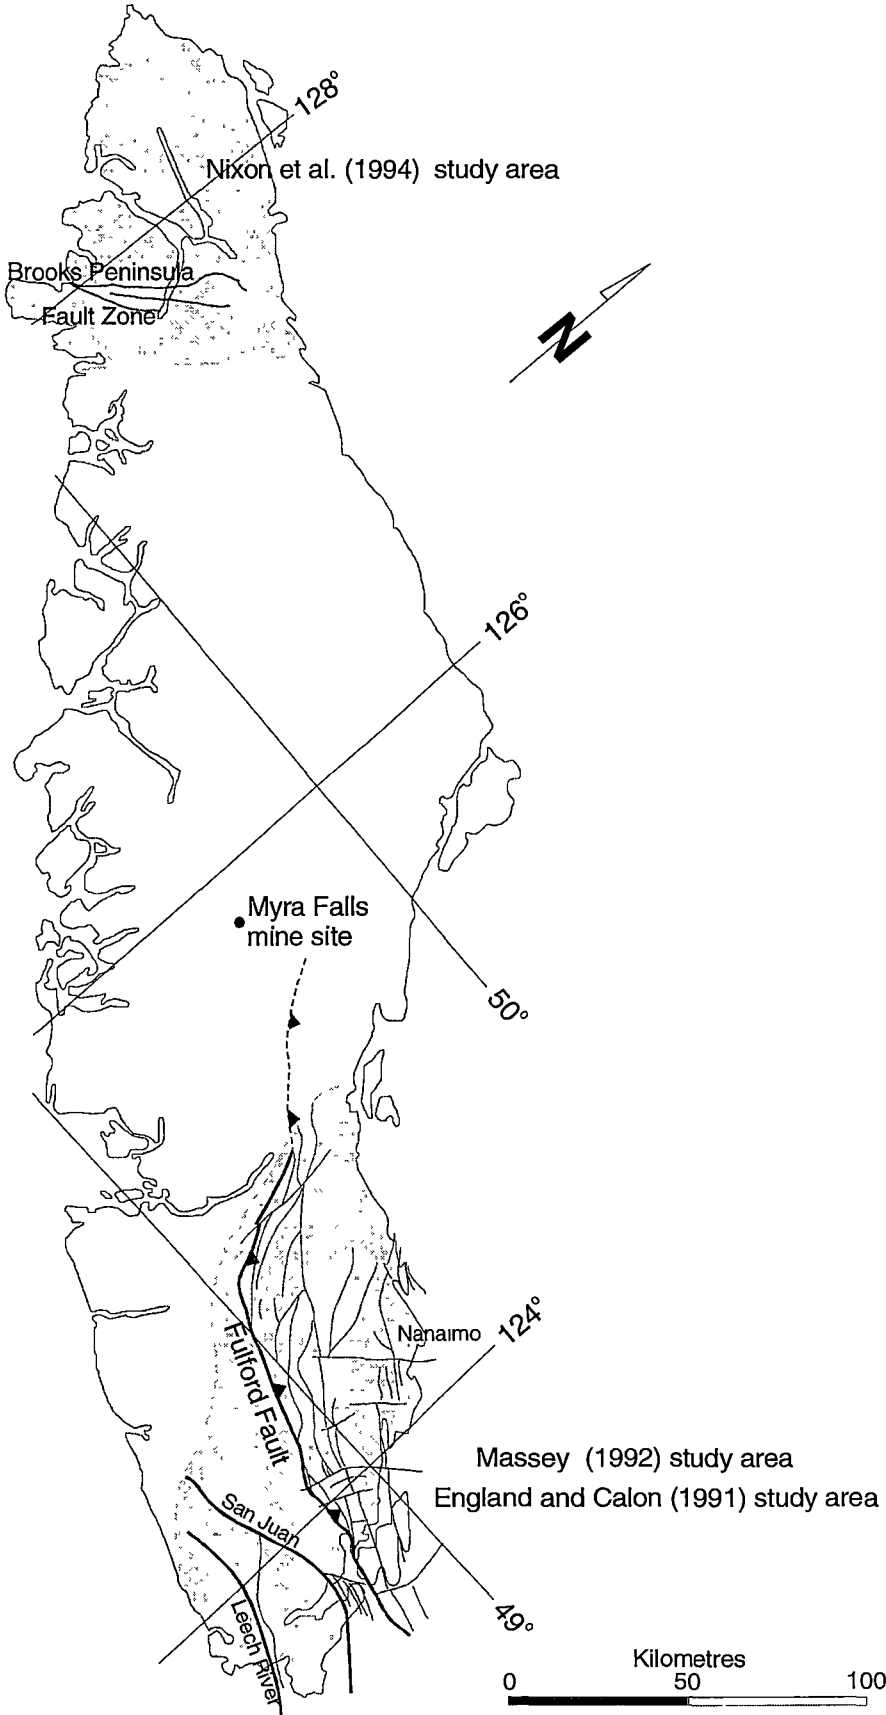 128°
Nixon et al. (1994) study area
Brooks Peninsula
Fault Zone
N
126°
Myra Falls
mine site
50°
Nanaimo
124°
Fulford Fault
Massey (1992) study area
England and Calon (1991) study area
San Juan
Leech River
49°
Kilometres
0 50 100